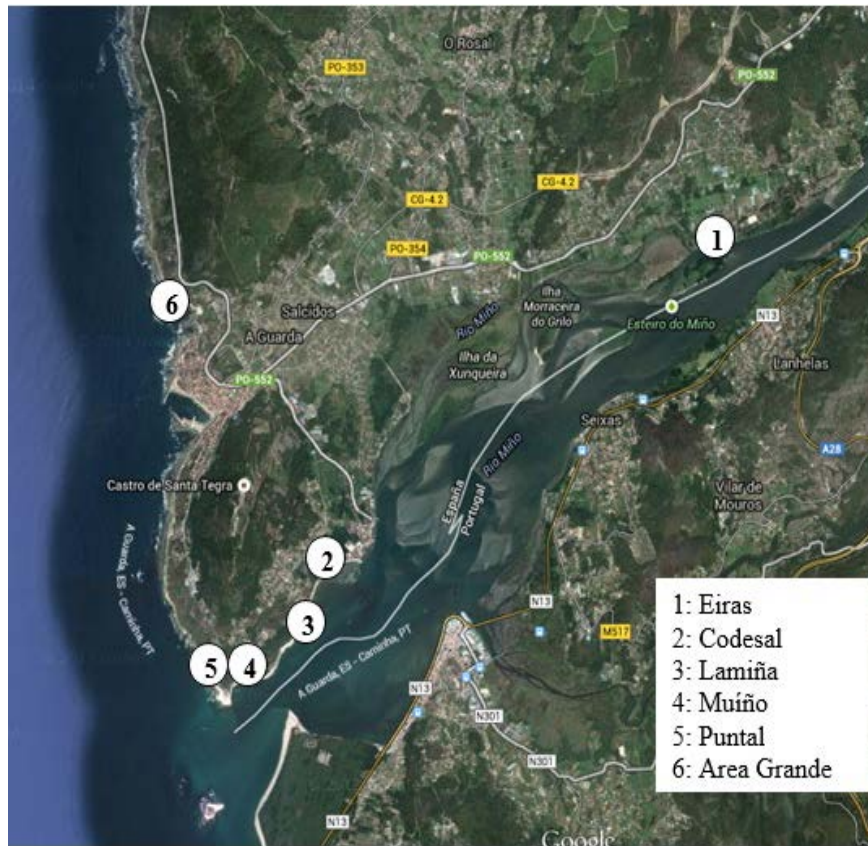 O Rosal
PO-353
PO-552
CG-4.2
CG-4.2
PO-354
PO-552
1
6
Salcidos
A Guarda
Rio Miño
Ilha
Morraceira
do Grilo
Esteiro do Miño
N13
Ilha da
Xunqueira
Lanhelas
PO-552
Seixas
A28
Castro de Santa Tegra
Rio Miño
España
Portugal
Vilar de
Mouros
A Guarda, ES - Caminha, PT
2
3
N13
M517
5
4
A Guarda, ES - Caminha, PT
N13
N301
N301
N13
1: Eiras
2: Codesal
3: Lamiña
4: Muíño
5: Puntal
6: Area Grande
Google